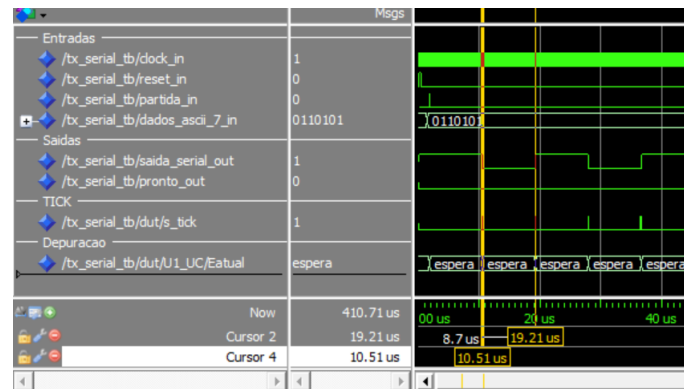 Msgs
Entradas
/tx_serial_tb/clock_in 1
/tx_serial_tb/reset_in 0
/tx_serial_tb/partida_in 0
/tx_serial_tb/dados_ascii_7_in 0110101 0110101
Saidas
/tx_serial_tb/saida_serial_out 1
/tx_serial_tb/pronto_out 0
TICK
/tx_serial_tb/dut/s_tick 1
Depuracao
/tx_serial_tb/dut/U1_UC/Eatual espera espera espera espera espera espera
Now 410.71 us 00 us 20 us 40 us
Cursor 2 19.21 us 8.7 us 19.21 us
Cursor 4 10.51 us 10.51 us